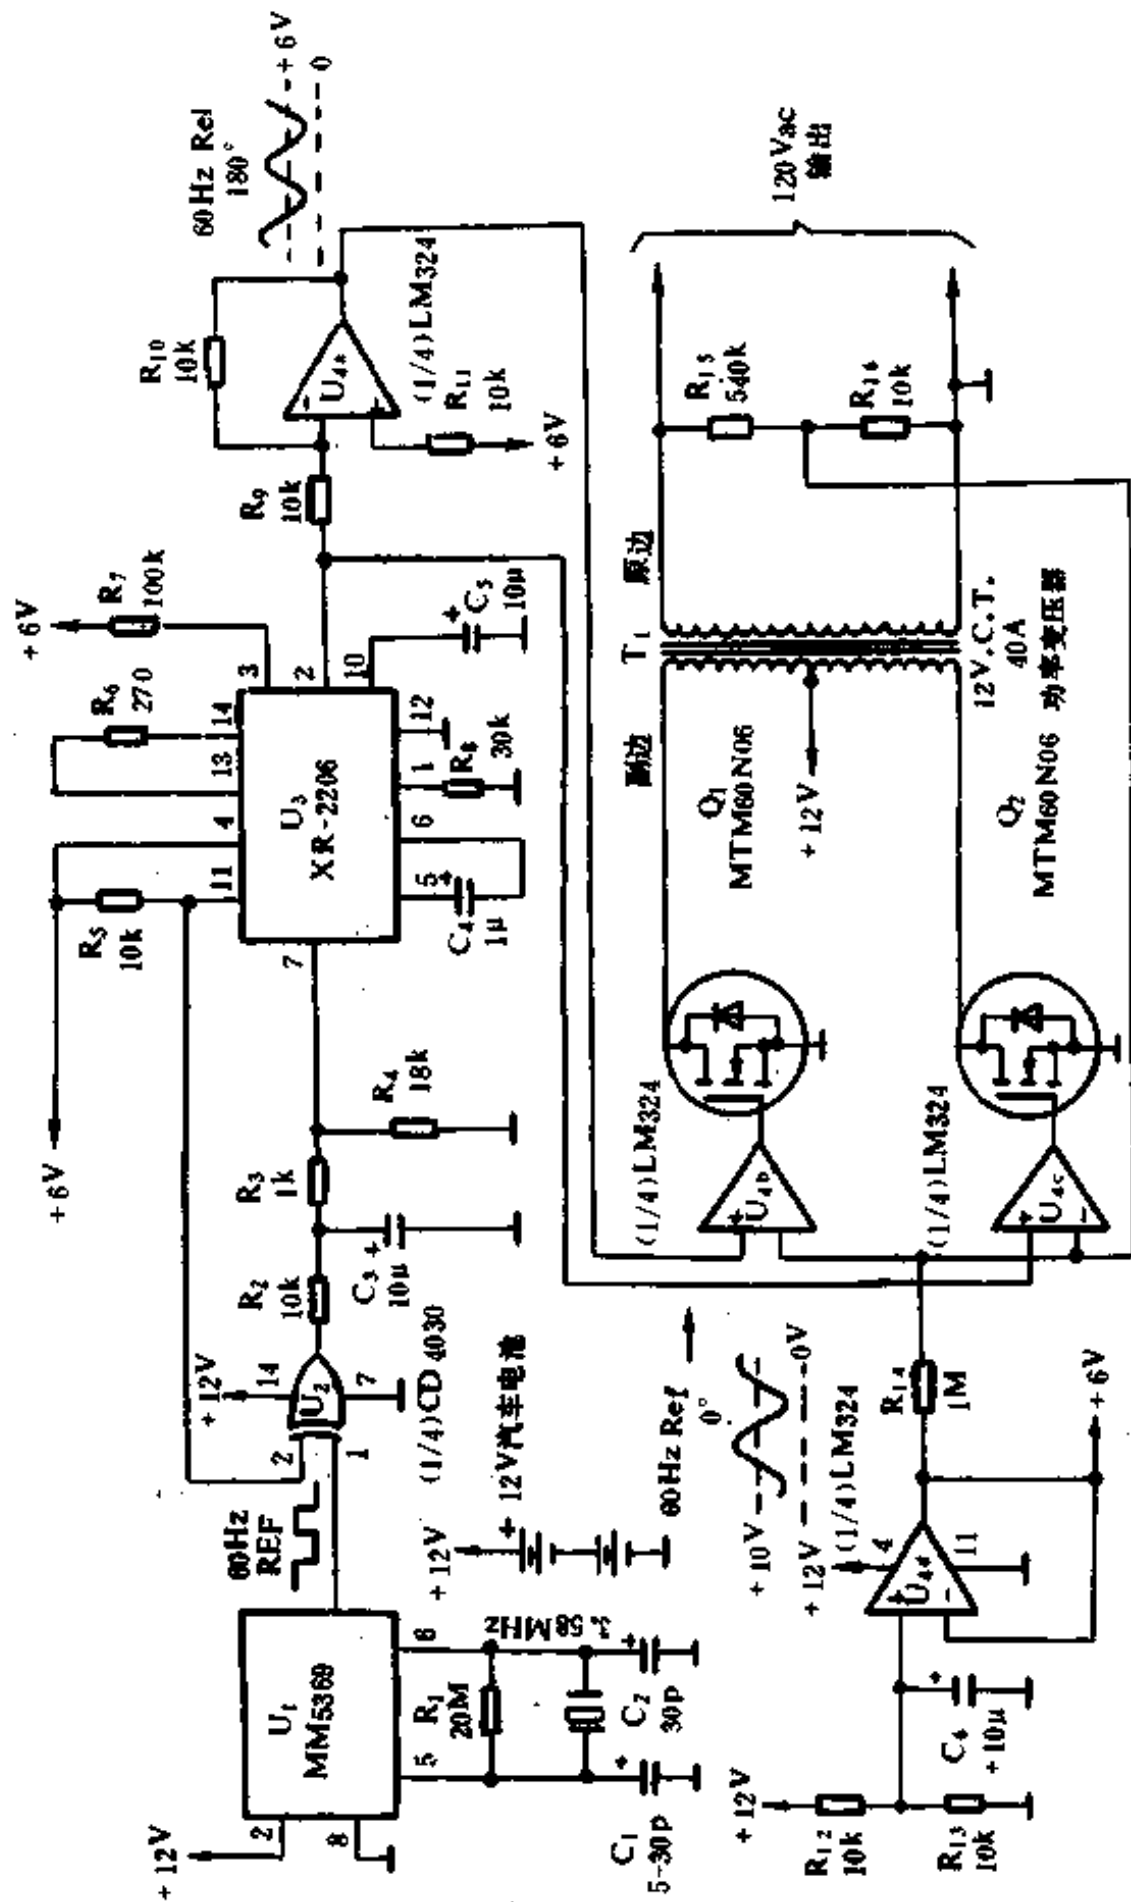 +12V
2
8
U1
MM5369
5
6
R1
20M
C1
5-30p
C2
30p
58MHz
60Hz
REF
+12V
+
12V汽车电池
2
1
+12V
14
U2
7
(1/4)CD4030
R2
10k
C3
10μ
+
R3
1k
R4
18k
+6V
R5
10k
7
11
4
13
14
U3
XR-2206
5
6
1
12
3
2
10
C4
1μ
+
R8
30k
R6
270
+6V
R7
100k
C5
10μ
+
R9
10k
R10
10k
U4a
-
+
(1/4)LM324
R11
10k
+6V
60Hz Rel
180°
+6V
0
+12V
R12
10k
R13
10k
C6
+10μ
+
U4d
+
-
4
11
+12V
(1/4)LM324
R14
1M
+6V
60Hz Ref
0°
+10V
0V
(1/4)LM324
U4b
+
(1/4)LM324
U4c
+
-
Q1
MTM60N06
Q2
MTM60N06
+12V
副边
T1
原边
12V.C.T.
40A
功率变压器
R15
540k
R16
10k
120Vac
输出